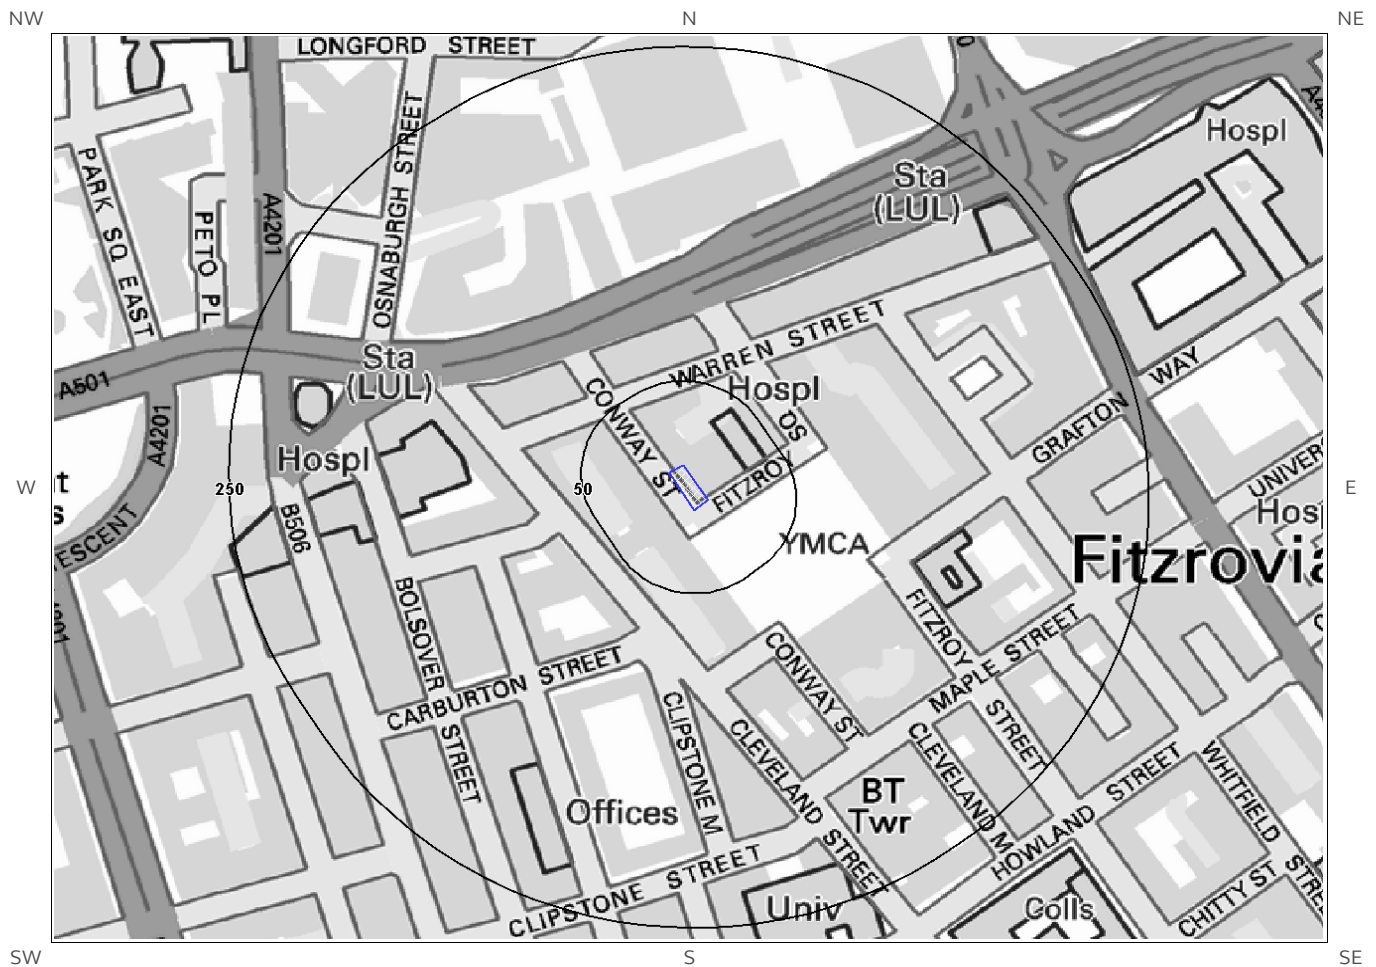 NW
N
NE
LONGFORD STREET
Hospl
PARK SQ EAST
PETO PL
A4201
OSNABURGH STREET
Sta
(LUL)
WARREN STREET
Sta
(LUL)
A501
A4201
Hospl
CONWAY ST
Hospl
FITZROY
SQ
GRAFTON
WAY
W
250
50
E
B506
YMCA
Fitzrovia
BOLSOVER
STREET
CARBURTON STREET
CLIPSTONE M
CLEVELAND STREET
CONWAY ST
FITZROY
STREET
MAPLE STREET
CLEVELAND M
HOWLAND STREET
WHITFIELD
CHITTY ST
BT
Twr
Offices
CLIPSTONE STREET
Univ
Colls
SW
S
SE